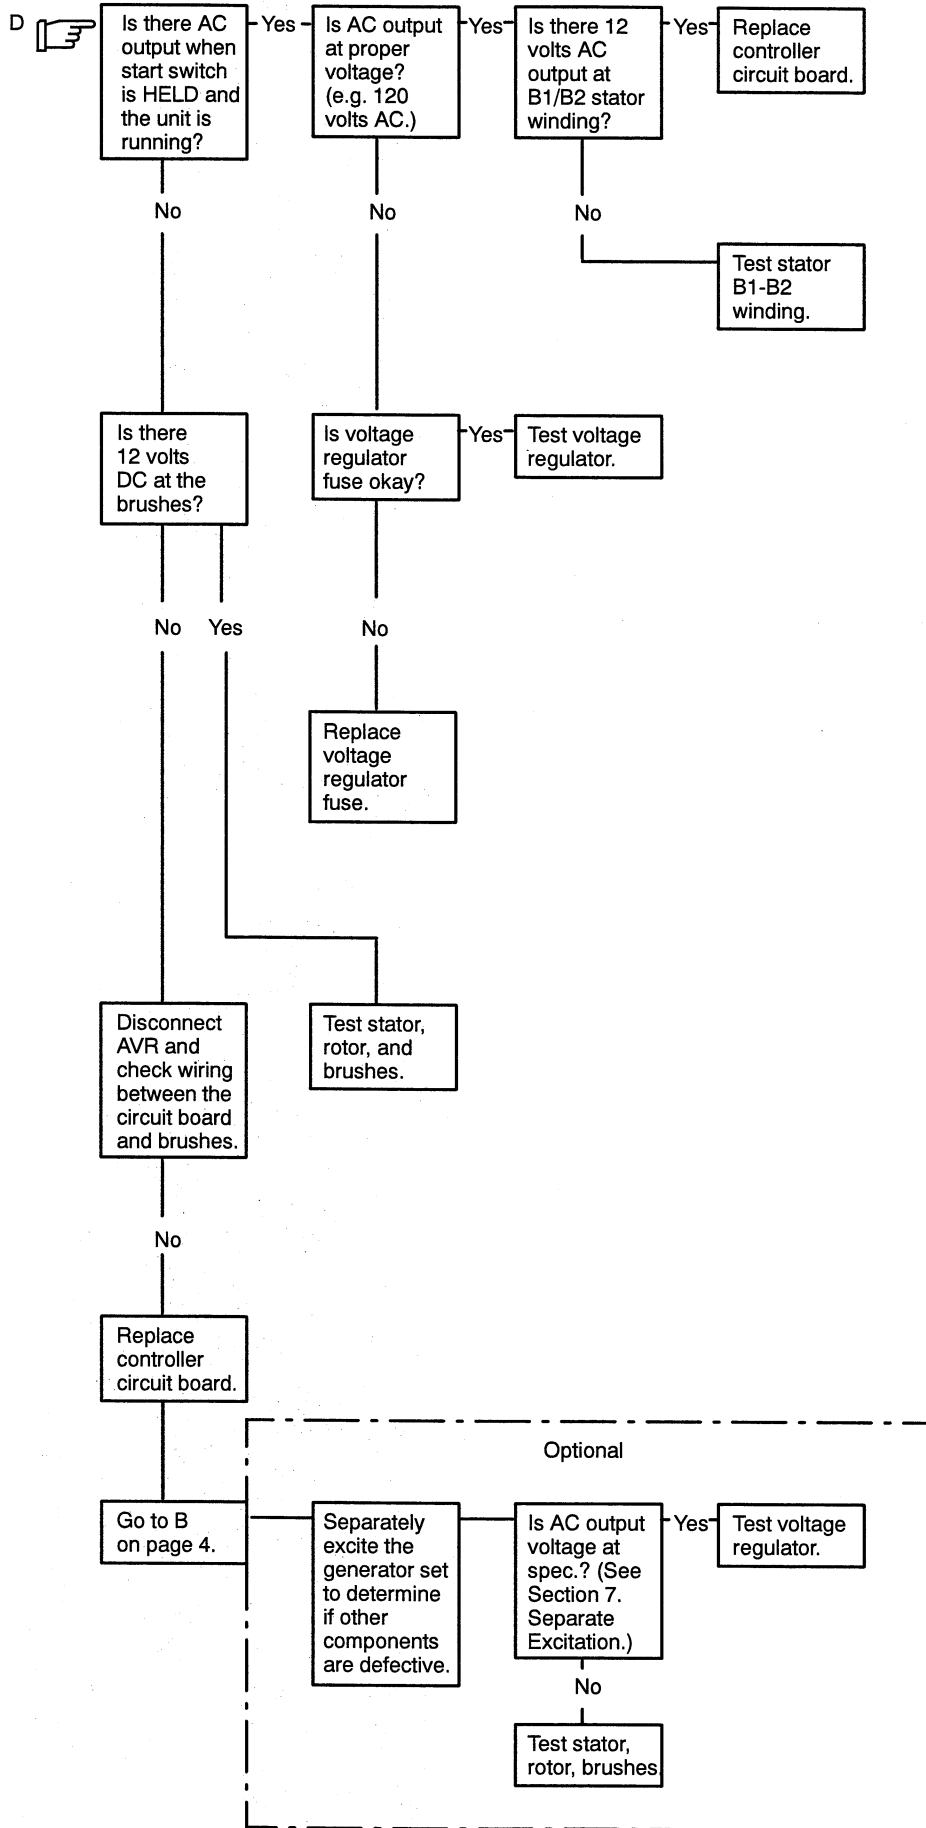 D
Is there AC
output when
start switch
is HELD and
the unit is
running?
Yes
Is AC output
at proper
voltage?
(e.g. 120
volts AC.)
Yes
Is there 12
volts AC
output at
B1/B2 stator
winding?
Yes
Replace
controller
circuit board.
No
No
No
Test stator
B1-B2
winding.
Is there
12 volts
DC at the
brushes?
Is voltage
regulator
fuse okay?
Yes
Test voltage
regulator.
No
Yes
No
Replace
voltage
regulator
fuse.
Disconnect
AVR and
check wiring
between the
circuit board
and brushes.
Test stator,
rotor, and
brushes.
No
Replace
controller
circuit board.
Optional
Go to B
on page 4.
Separately
excite the
generator set
to determine
if other
components
are defective.
Is AC output
voltage at
spec.? (See
Section 7.
Separate
Excitation.)
Yes
Test voltage
regulator.
No
Test stator,
rotor, brushes.